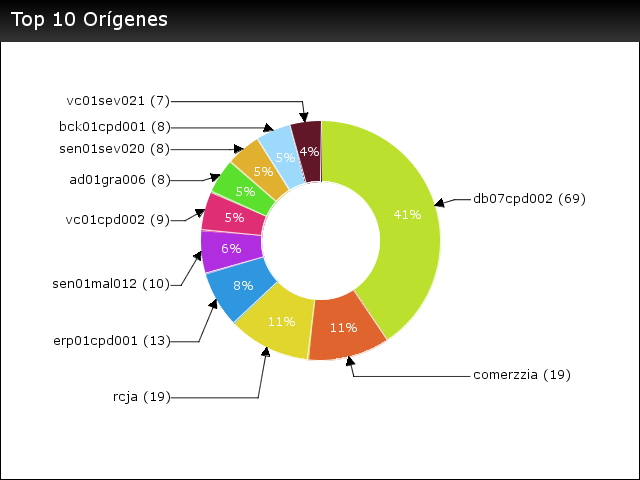 Top 10 Orígenes
vc01sev021 (7)
bck01cpd001 (8)
sen01sev020 (8)
ad01gra006 (8)
vc01cpd002 (9)
sen01mal012 (10)
erp01cpd001 (13)
rcja (19)
db07cpd002 (69)
comerzzia (19)
4%
5%
5%
5%
5%
6%
8%
11%
11%
41%